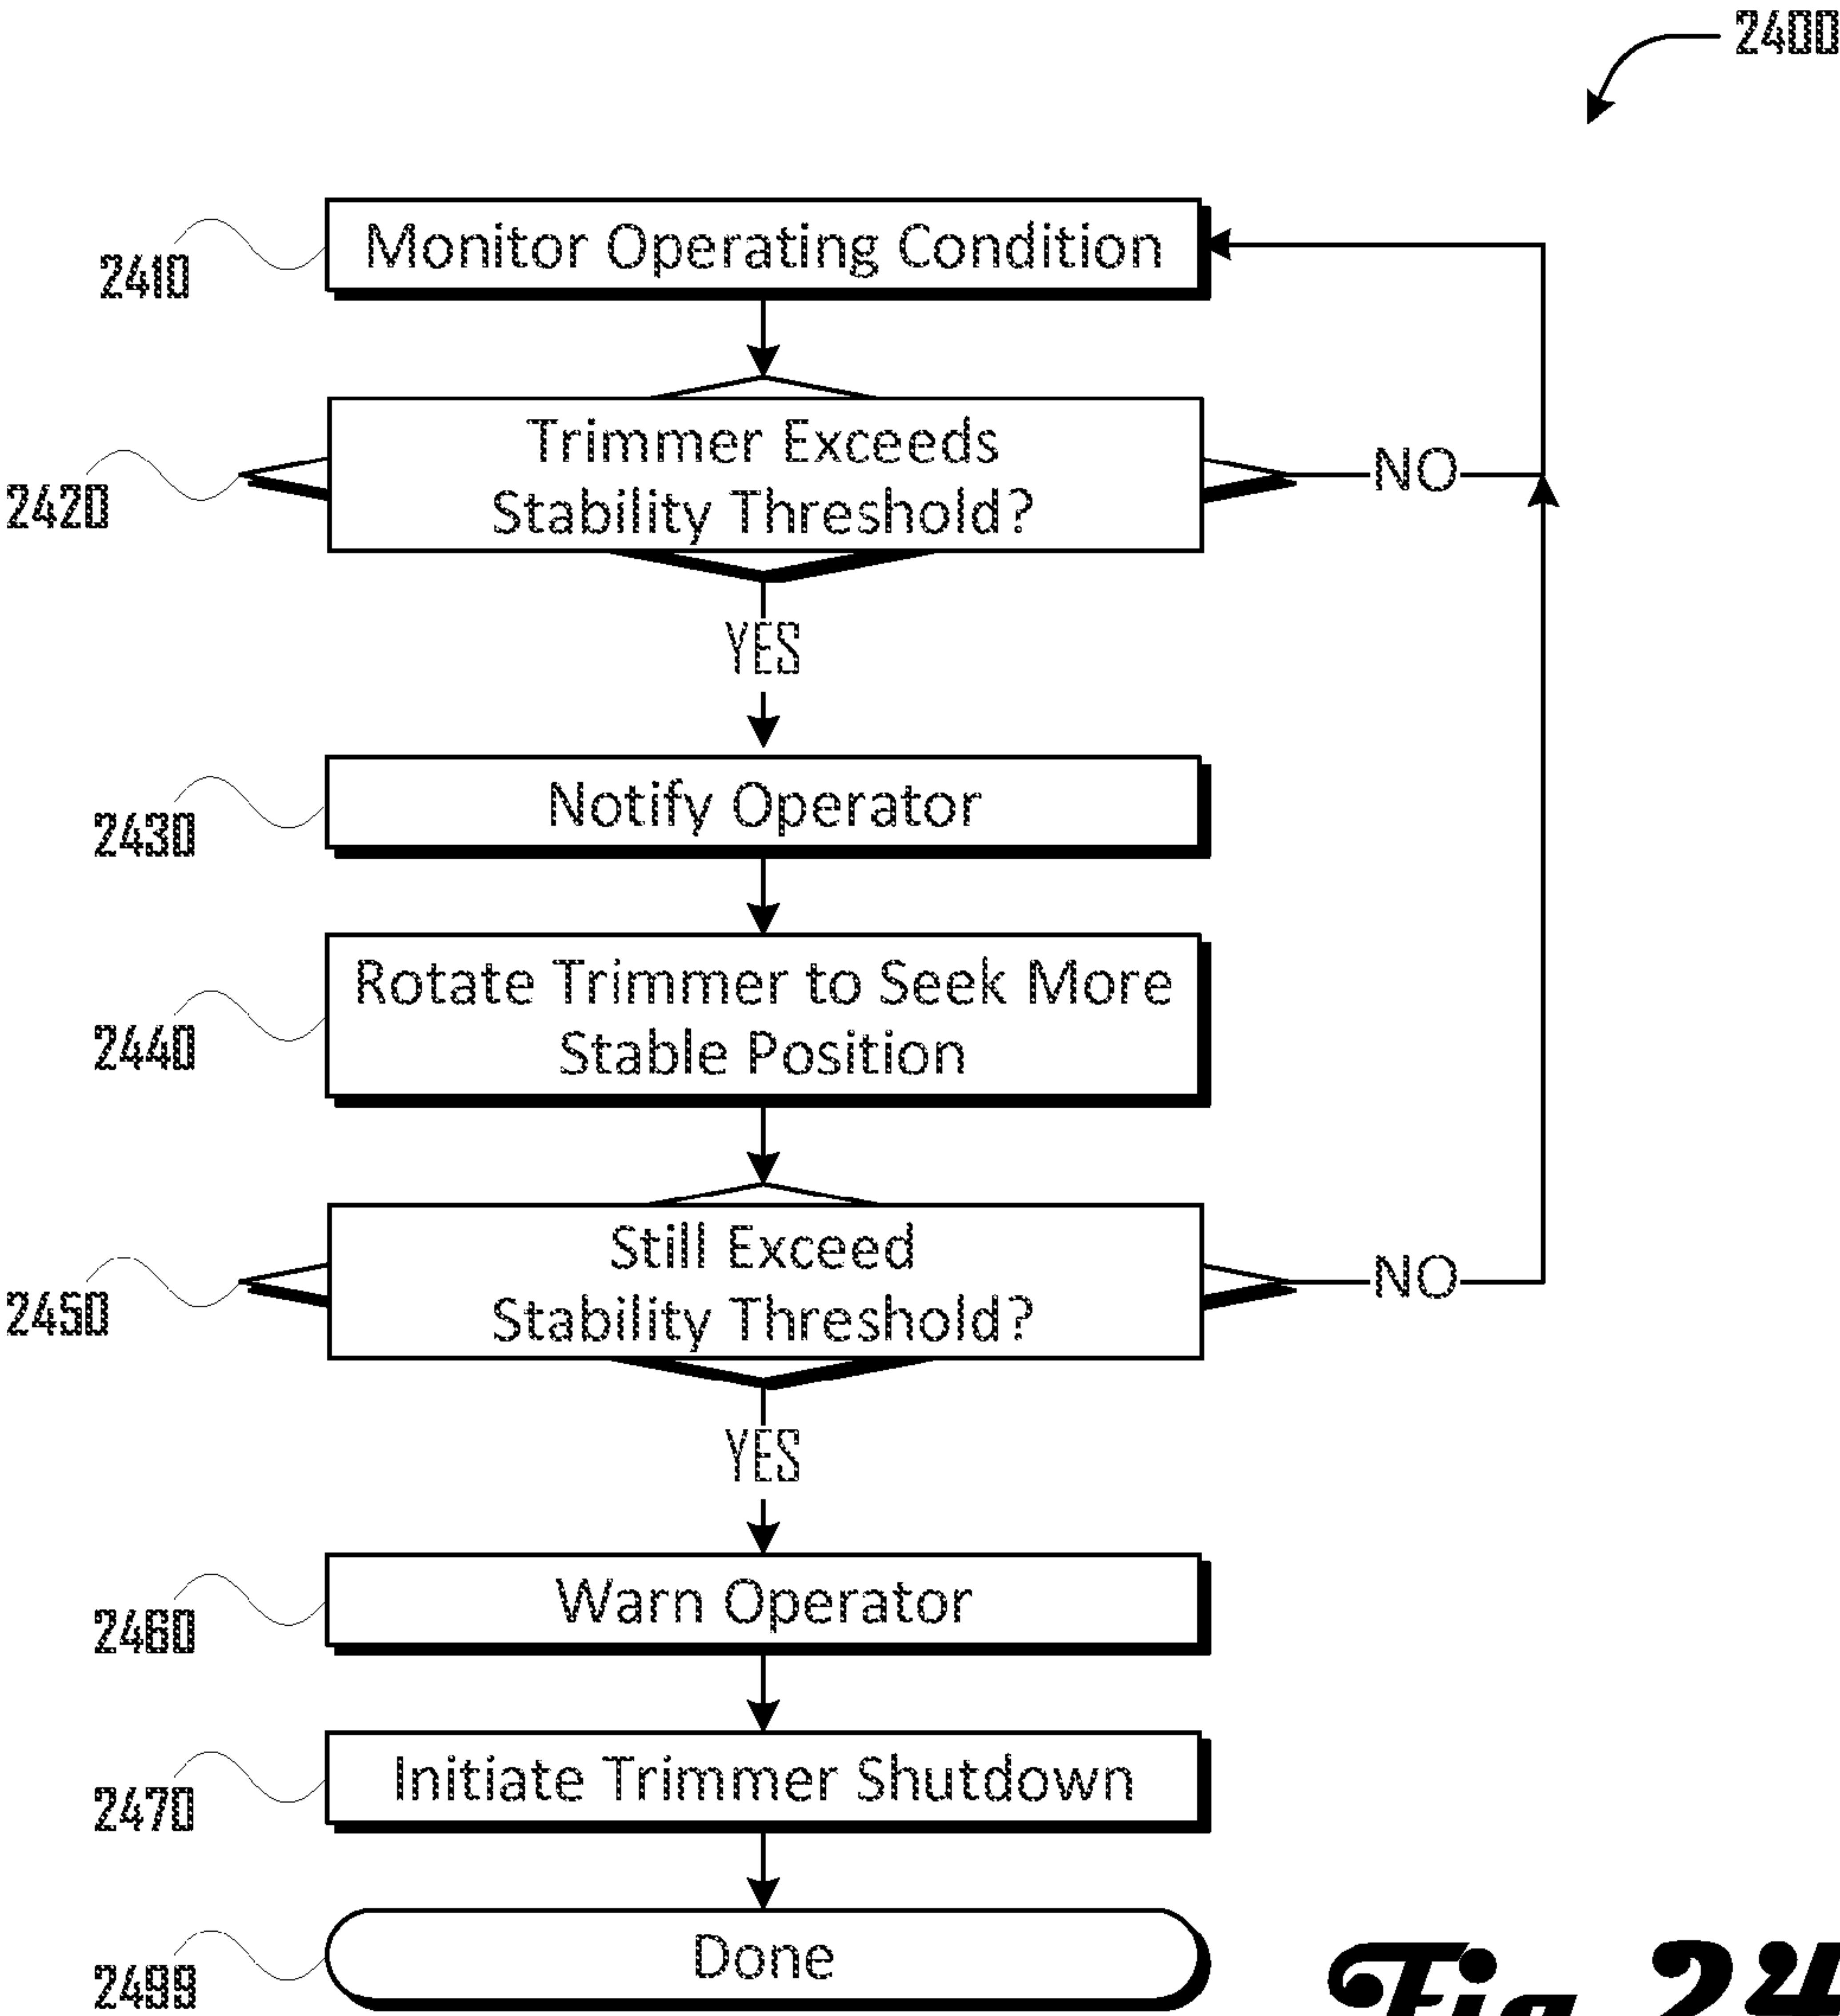 2400
2410
Monitor Operating Condition
2420
Trimmer Exceeds
Stability Threshold?
NO
YES
2430
Notify Operator
2440
Rotate Trimmer to Seek More
Stable Position
2450
Still Exceed
Stability Threshold?
NO
YES
2460
Warn Operator
2470
Initiate Trimmer Shutdown
2499
Done
Fig.24